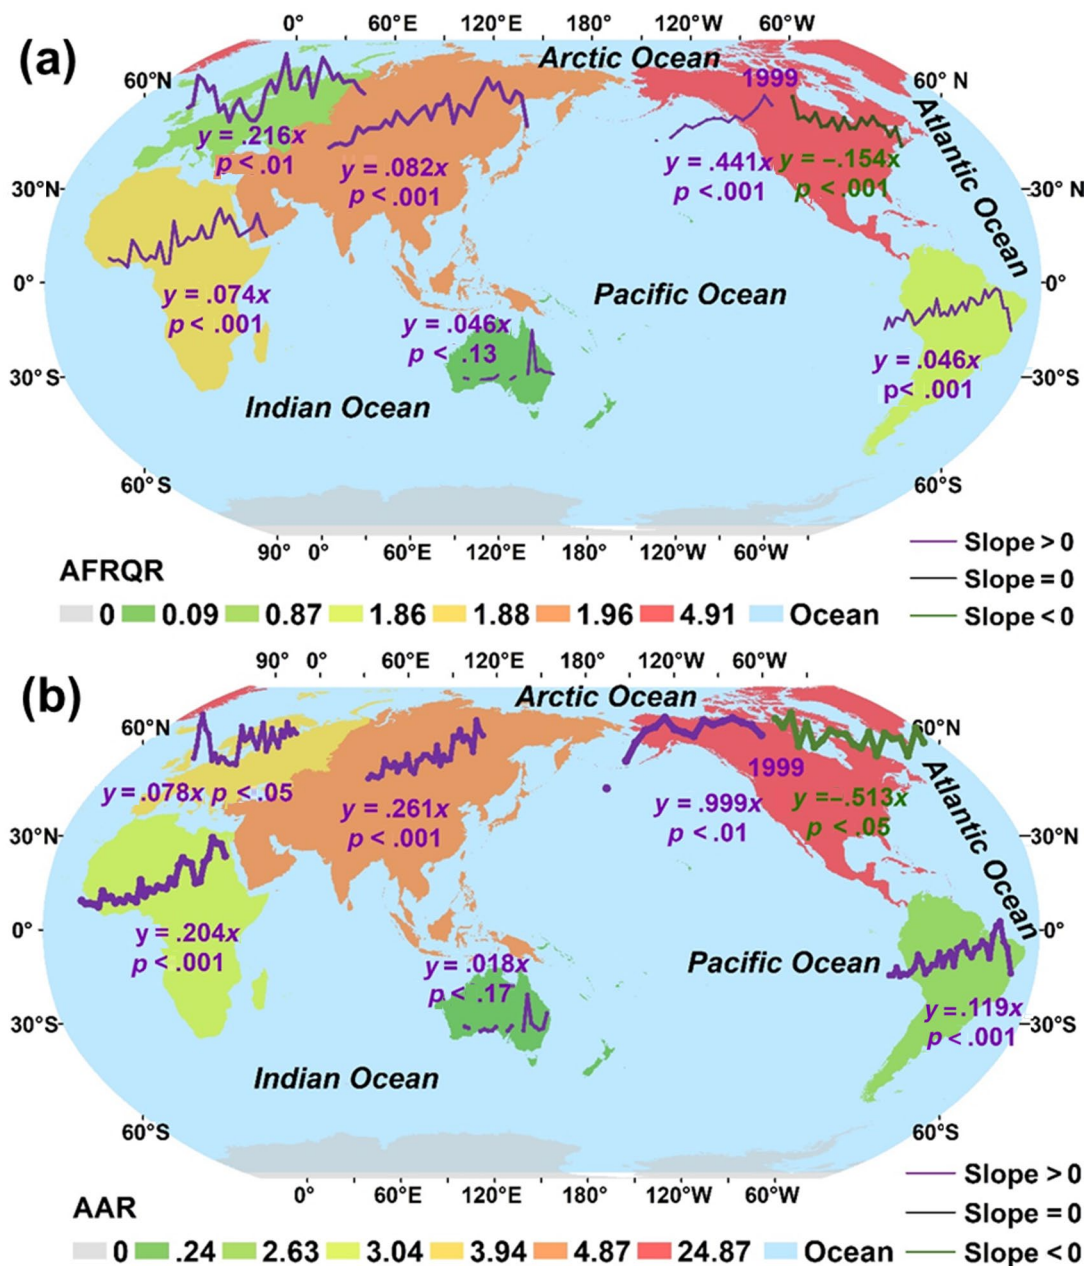 (a)
0° 60°E 120°E 180° 120°W 60°W
Arctic Ocean
60°N 1999 60° N
Atlantic Ocean
y = .216x
p < .01
y = .082x
p < .001
y = .441x
p < .001
y = –.154x
p < .001
30°N 30° N
0° 0°
y = .074x
p < .001
Pacific Ocean
y = .046x
p < .13
y = .046x
p< .001
30°S 30°S
Indian Ocean
60°S 60°S
90° 0° 60°E 120°E 180° 120°W 60°W
Slope > 0
Slope = 0
Slope < 0
AFRQR
0 0.09 0.87 1.86 1.88 1.96 4.91 Ocean
(b)
90° 0° 60°E 120°E 180° 120°W 60°W
Arctic Ocean
60°N 60°N
Atlantic Ocean
1999
y = .078x p < .05
y = .261x
p < .001
y = .999x
p < .01
y =–.513x
p < .05
30°N 30°N
0° 0°
y = .204x
p < .001
Pacific Ocean
y = .018x
p < .17
y = .119x
p < .001
30°S 30°S
Indian Ocean
60°S 60°S
0° 60°E 120°E 180° 120°W 60°W
Slope > 0
Slope = 0
Slope < 0
AAR
0 .24 2.63 3.04 3.94 4.87 24.87 Ocean